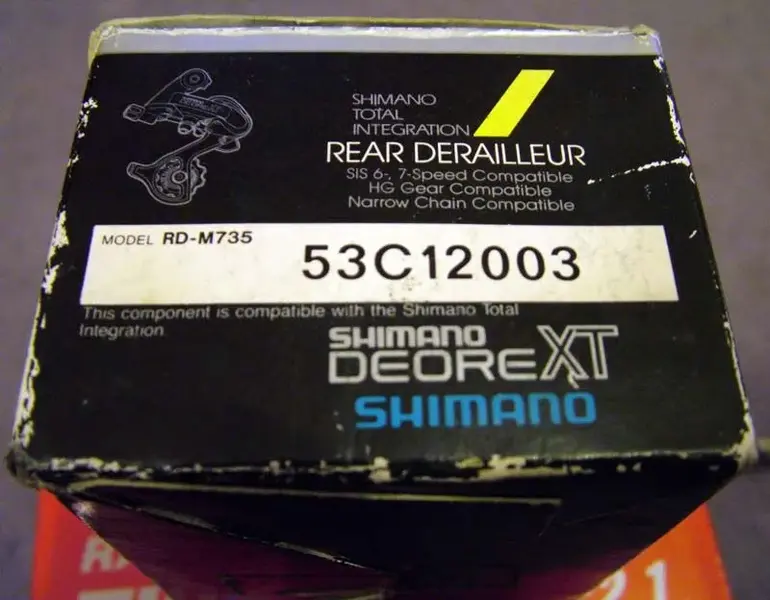 SHIMANO
TOTAL
INTEGRATION
REAR DERAILLEUR
SIS 6-, 7-Speed Compatible
HG Gear Compatible
Narrow Chain Compatible
MODEL RD-M735
53C12003
This component is compatible with the Shimano Total
Integration.
SHIMANO
DEORE XT
SHIMANO
21